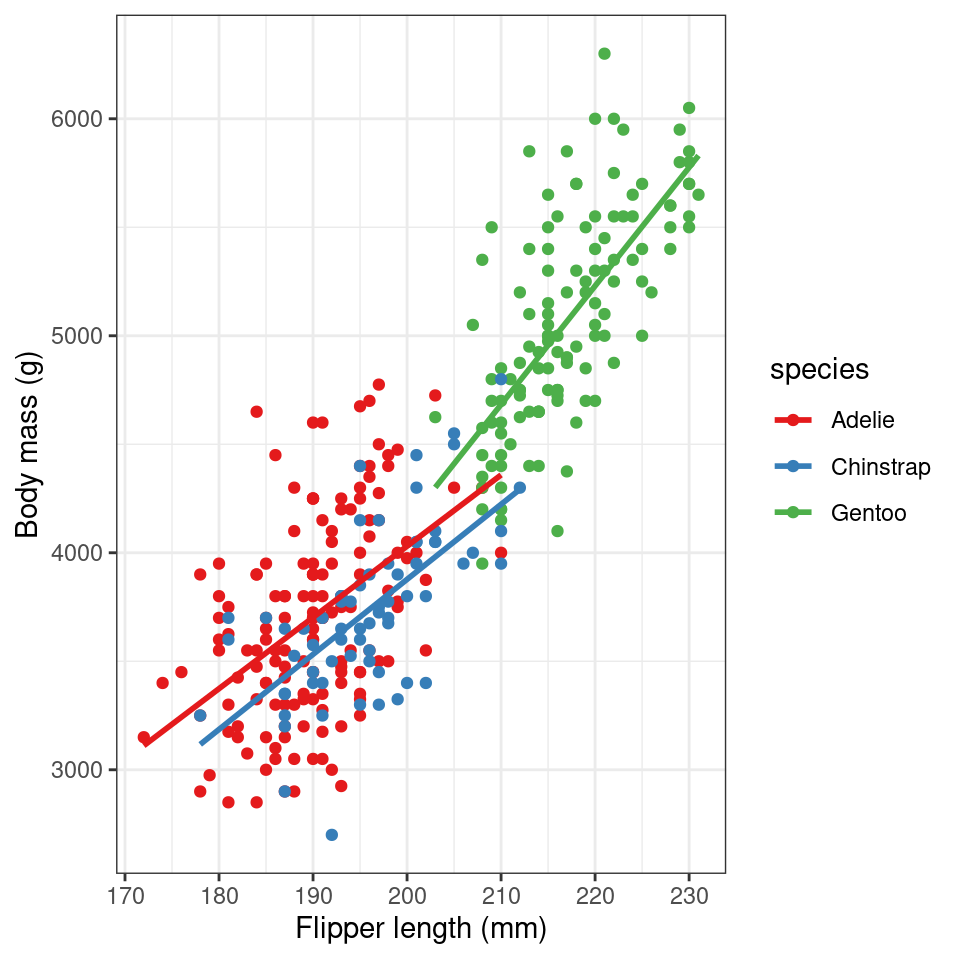 6000
5000
4000
3000
Body mass (g)
170 180 190 200 210 220 230
Flipper length (mm)
species
Adelie
Chinstrap
Gentoo